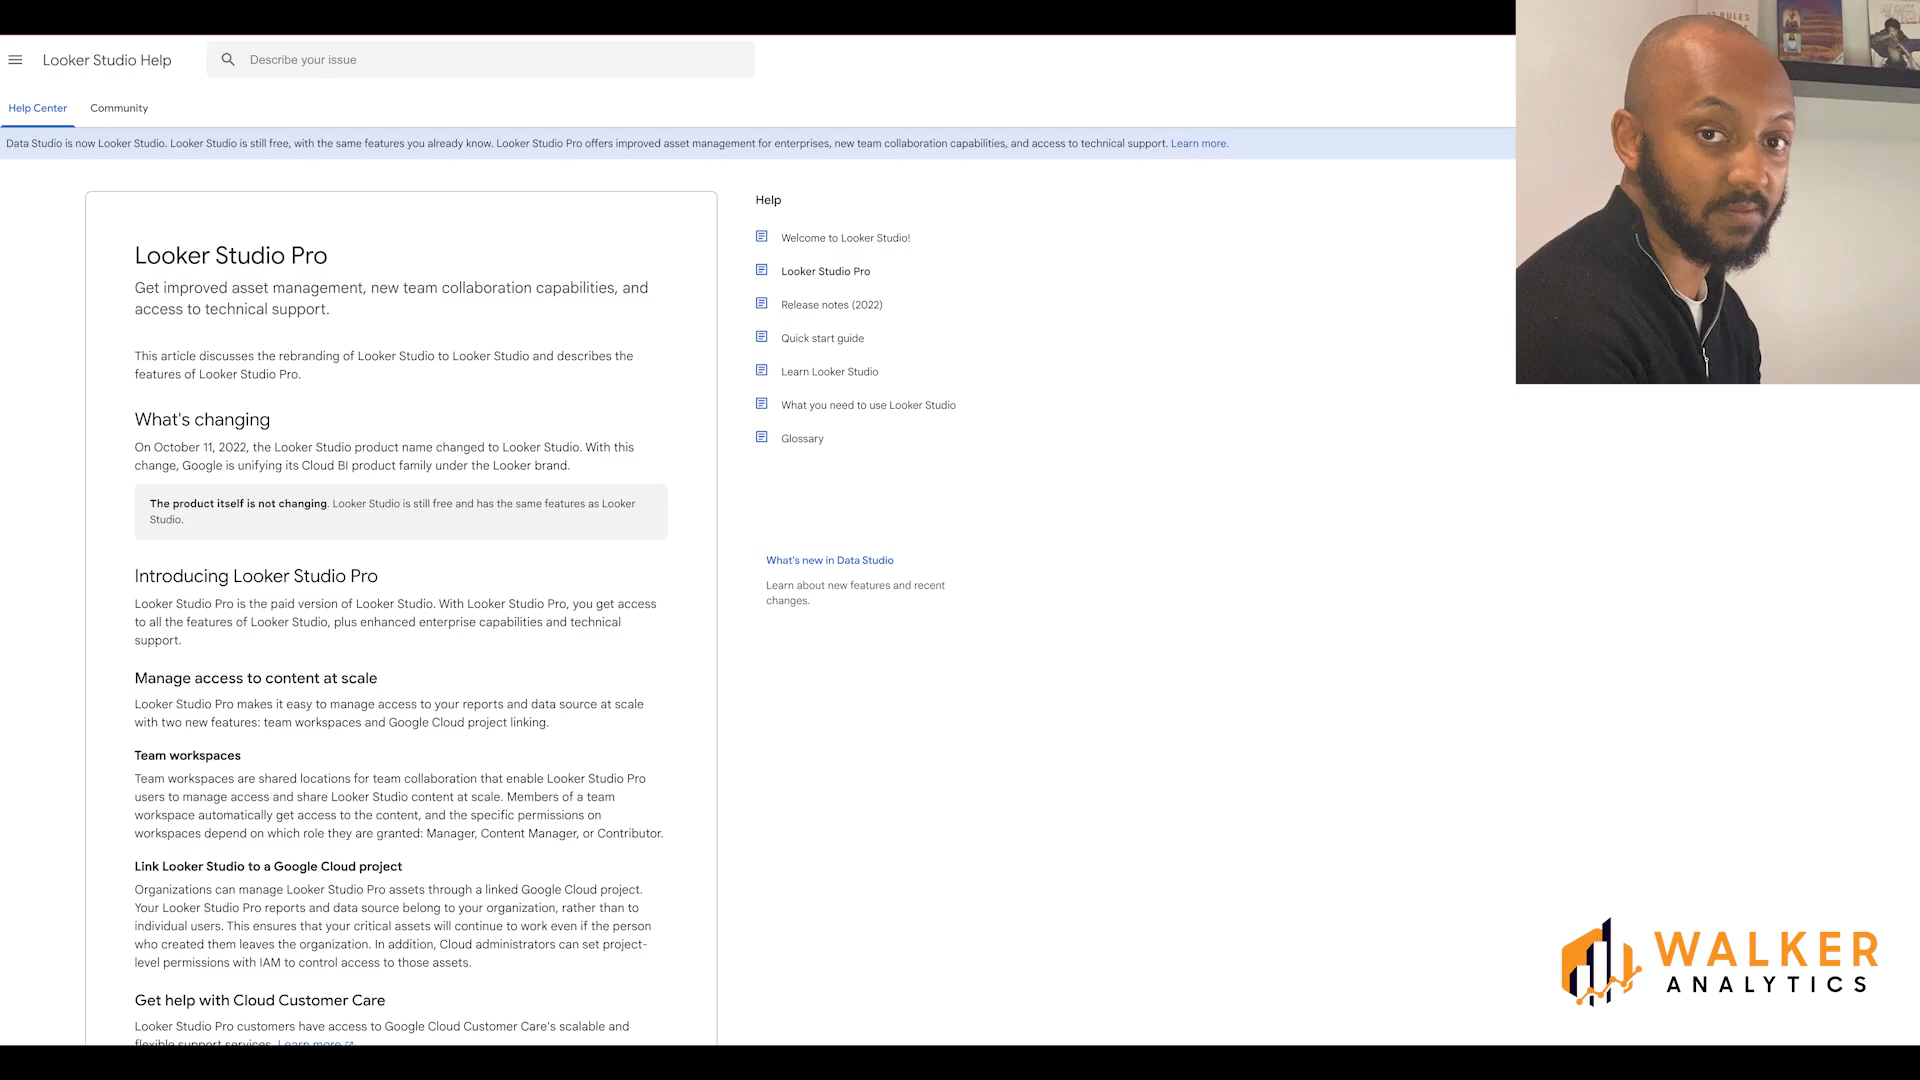 Looker Studio Help
Describe your issue
Help Center
Community
Data Studio is now Looker Studio. Looker Studio is still free, with the same features you already know. Looker Studio Pro offers improved asset management for enterprises, new team collaboration capabilities, and access to technical support. Learn more.
Looker Studio Pro
Get improved asset management, new team collaboration capabilities, and
access to technical support.
This article discusses the rebranding of Looker Studio to Looker Studio and describes the
features of Looker Studio Pro.
What's changing
On October 11, 2022, the Looker Studio product name changed to Looker Studio. With this
change, Google is unifying its Cloud BI product family under the Looker brand.
The product itself is not changing. Looker Studio is still free and has the same features as Looker
Studio.
Introducing Looker Studio Pro
Looker Studio Pro is the paid version of Looker Studio. With Looker Studio Pro, you get access
to all the features of Looker Studio, plus enhanced enterprise capabilities and technical
support.
Manage access to content at scale
Looker Studio Pro makes it easy to manage access to your reports and data source at scale
with two new features: team workspaces and Google Cloud project linking.
Team workspaces
Team workspaces are shared locations for team collaboration that enable Looker Studio Pro
users to manage access and share Looker Studio content at scale. Members of a team
workspace automatically get access to the content, and the specific permissions on
workspaces depend on which role they are granted: Manager, Content Manager, or Contributor.
Link Looker Studio to a Google Cloud project
Organizations can manage Looker Studio Pro assets through a linked Google Cloud project.
Your Looker Studio Pro reports and data source belong to your organization, rather than to
individual users. This ensures that your critical assets will continue to work even if the person
who created them leaves the organization. In addition, Cloud administrators can set project-
level permissions with IAM to control access to those assets.
Get help with Cloud Customer Care
Looker Studio Pro customers have access to Google Cloud Customer Care's scalable and
flexible support services. Learn more
Help
Welcome to Looker Studio!
Looker Studio Pro
Release notes (2022)
Quick start guide
Learn Looker Studio
What you need to use Looker Studio
Glossary
What's new in Data Studio
Learn about new features and recent
changes.
RULES
WALKER
ANALYTICS